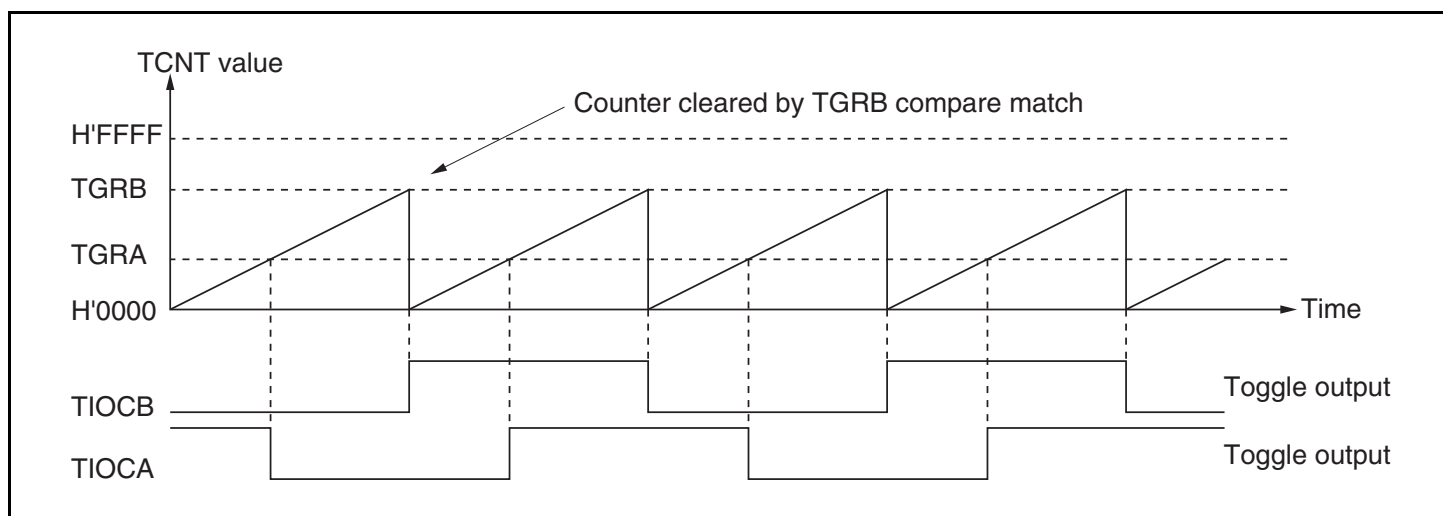 TCNT value
Counter cleared by TGRB compare match
H'FFFF
TGRB
TGRA
H'0000
Time
TIOCB
Toggle output
TIOCA
Toggle output